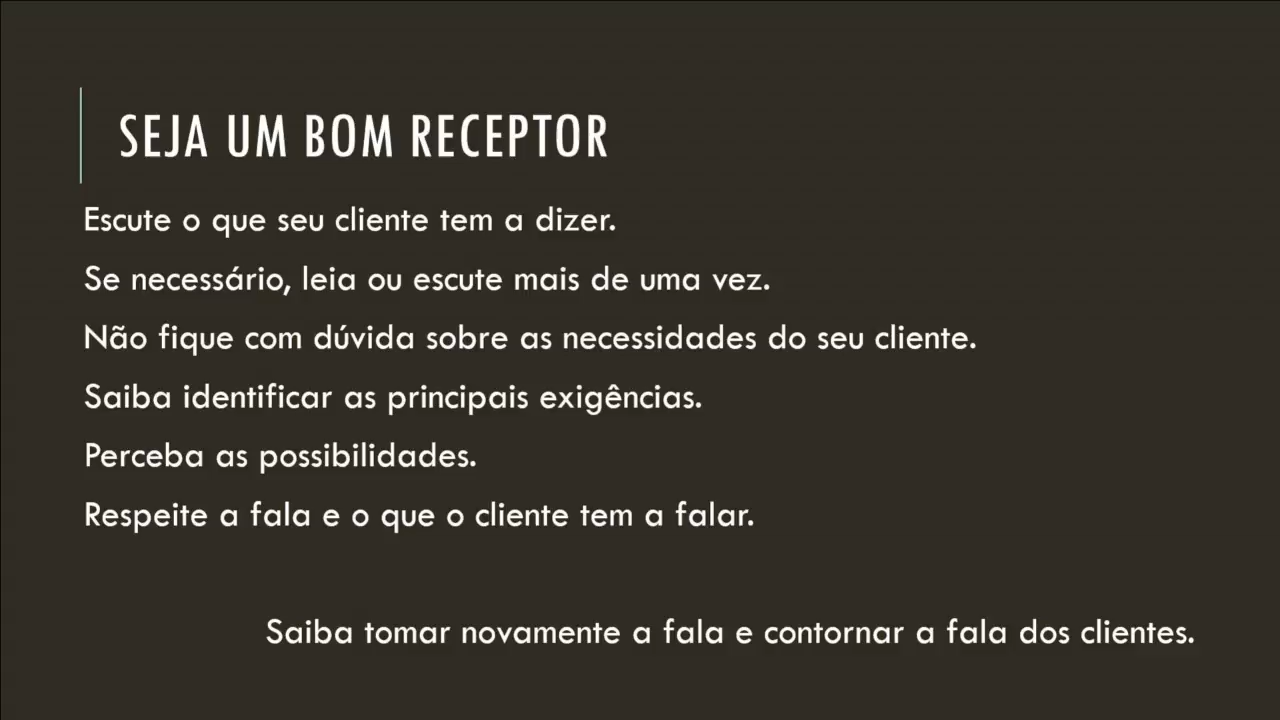 SEJA UM BOM RECEPTOR
Escute o que seu cliente tem a dizer.
Se necessário, leia ou escute mais de uma vez.
Não fique com dúvida sobre as necessidades do seu cliente.
Saiba identificar as principais exigências.
Perceba as possibilidades.
Respeite a fala e o que o cliente tem a falar.
Saiba tomar novamente a fala e contornar a fala dos clientes.